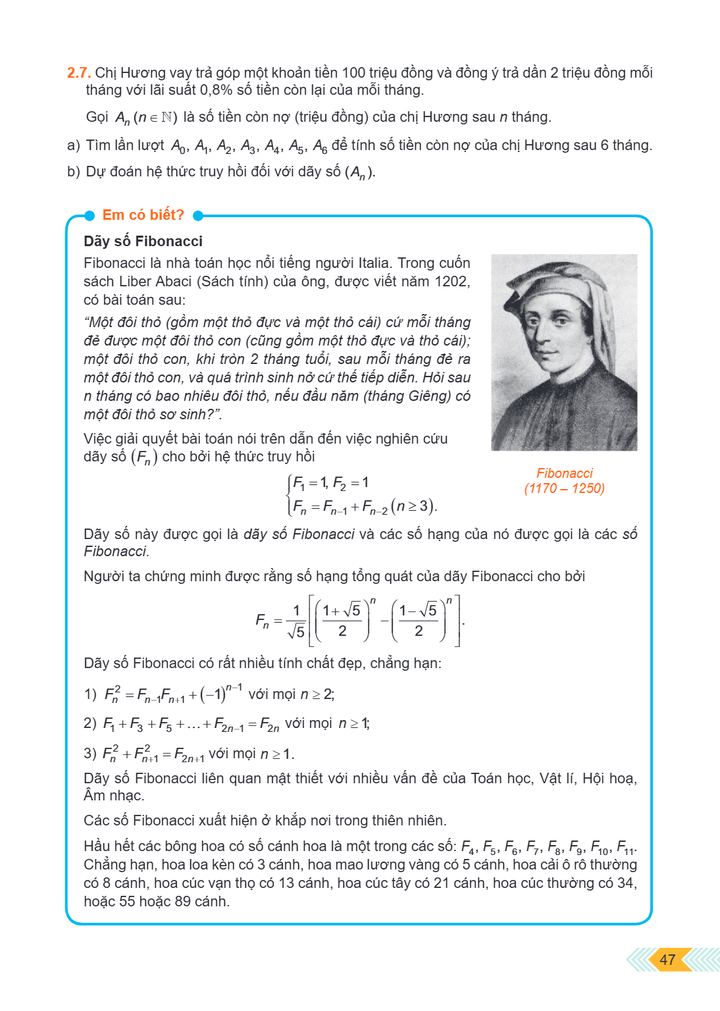 2.7. Chị Hương vay trả góp một khoản tiền 100 triệu đồng và đồng ý trả dần 2 triệu đồng mỗi
tháng với lãi suất 0,8% số tiền còn lại của mỗi tháng.
Gọi Aₙ (n ∈ ℕ) là số tiền còn nợ (triệu đồng) của chị Hương sau n tháng.
a) Tìm lần lượt A₀, A₁, A₂, A₃, A₄, A₅, A₆ để tính số tiền còn nợ của chị Hương sau 6 tháng.
b) Dự đoán hệ thức truy hồi đối với dãy số (Aₙ).
Em có biết?
Dãy số Fibonacci
Fibonacci là nhà toán học nổi tiếng người Italia. Trong cuốn
sách Liber Abaci (Sách tính) của ông, được viết năm 1202,
có bài toán sau:
“Một đôi thỏ (gồm một thỏ đực và một thỏ cái) cứ mỗi tháng
đẻ được một đôi thỏ con (cũng gồm một thỏ đực và thỏ cái);
một đôi thỏ con, khi tròn 2 tháng tuổi, sau mỗi tháng đẻ ra
một đôi thỏ con, và quá trình sinh nở cứ thế tiếp diễn. Hỏi sau
n tháng có bao nhiêu đôi thỏ, nếu đầu năm (tháng Giêng) có
một đôi thỏ sơ sinh?”.
Việc giải quyết bài toán nói trên dẫn đến việc nghiên cứu
dãy số (Fₙ) cho bởi hệ thức truy hồi
{F₁ = 1, F₂ = 1
Fₙ = Fₙ₋₁ + Fₙ₋₂ (n ≥ 3).
Fibonacci
(1170 – 1250)
Dãy số này được gọi là dãy số Fibonacci và các số hạng của nó được gọi là các số
Fibonacci.
Người ta chứng minh được rằng số hạng tổng quát của dãy Fibonacci cho bởi
Fₙ = 1/√5 [((1+√5)/2)ⁿ − ((1−√5)/2)ⁿ].
Dãy số Fibonacci có rất nhiều tính chất đẹp, chẳng hạn:
1) Fₙ² = Fₙ₋₁Fₙ₊₁ + (−1)ⁿ⁻¹ với mọi n ≥ 2;
2) F₁ + F₃ + F₅ + … + F₂ₙ₋₁ = F₂ₙ với mọi n ≥ 1;
3) Fₙ² + Fₙ₊₁² = F₂ₙ₊₁ với mọi n ≥ 1.
Dãy số Fibonacci liên quan mật thiết với nhiều vấn đề của Toán học, Vật lí, Hội hoạ,
Âm nhạc.
Các số Fibonacci xuất hiện ở khắp nơi trong thiên nhiên.
Hầu hết các bông hoa có số cánh hoa là một trong các số: F₄, F₅, F₆, F₇, F₈, F₉, F₁₀, F₁₁.
Chẳng hạn, hoa loa kèn có 3 cánh, hoa mao lương vàng có 5 cánh, hoa cải ô rô thường
có 8 cánh, hoa cúc vạn thọ có 13 cánh, hoa cúc tây có 21 cánh, hoa cúc thường có 34,
hoặc 55 hoặc 89 cánh.
47